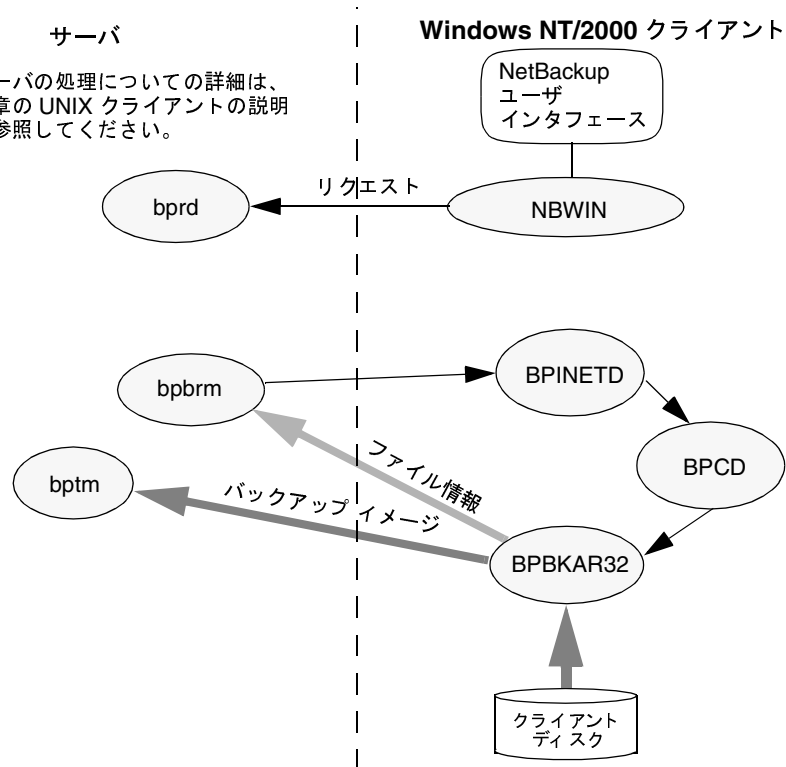 サーバ
Windows NT/2000 クライアント
ーバの処理についての詳細は、
章の UNIX クライアントの説明
参照してください。
NetBackup
ユーザ
インタフェース
リクエスト
bprd
NBWIN
bpbrm
BPINETD
BPCD
ファイル情報
bptm
バックアップ イメージ
BPBKAR32
クライアント
ディスク